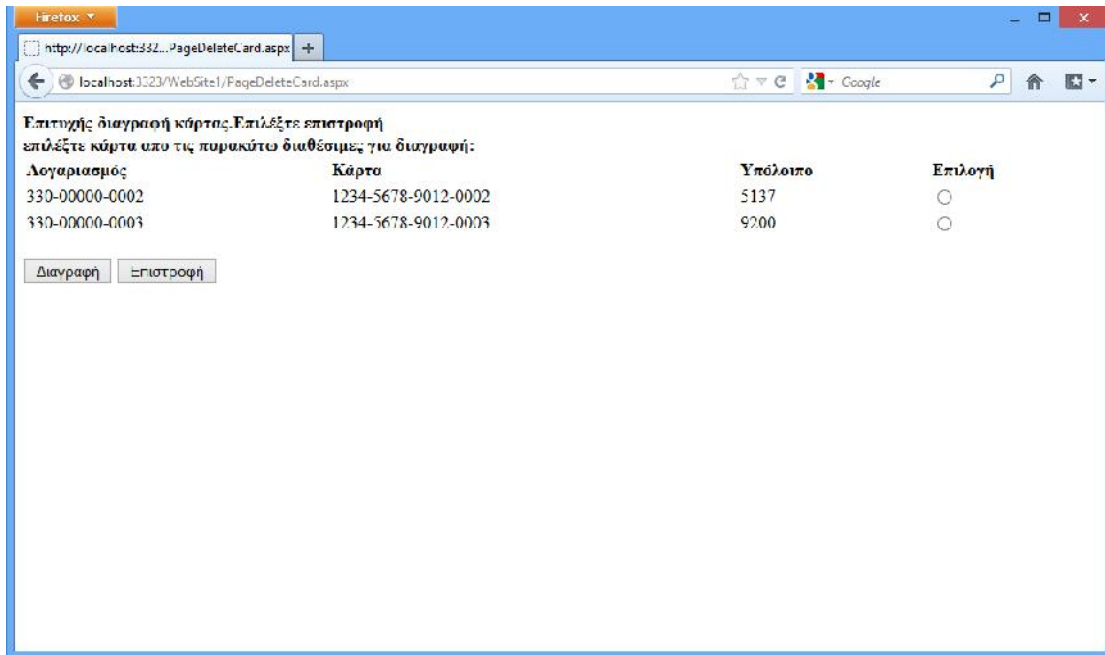 Firefox
http://localhost:332...PageDeleteCard.aspx
localhost:3323/WebSite1/PageDeleteCard.aspx
Google
Επιτυχής διαγραφή κάρτας.Επιλέξτε επιστροφή
επιλέξτε κάρτα απο τις παρακάτω διαθέσιμες για διαγραφή:
Λογαριασμός Κάρτα Υπόλοιπο Επιλογή
330-00000-0002 1234-5678-9012-0002 5137
330-00000-0003 1234-5678-9012-0003 9200
Διαγραφή Επιστροφή